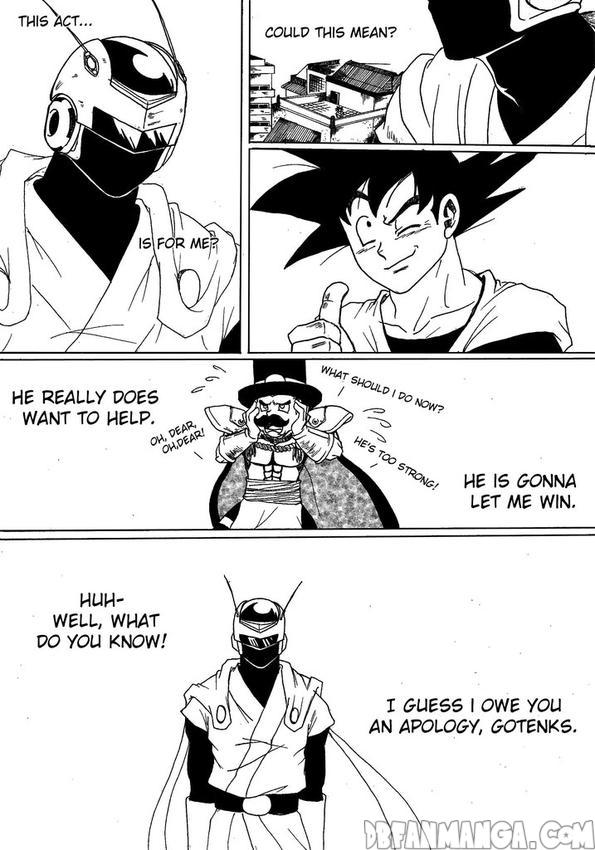 THIS ACT...
IS FOR ME?
COULD THIS MEAN?
HE REALLY DOES
WANT TO HELP.
OH, DEAR,
OH,DEAR!
WHAT SHOULD I DO NOW?
HE'S TOO STRONG!
HE IS GONNA
LET ME WIN.
HUH-
WELL, WHAT
DO YOU KNOW!
I GUESS I OWE YOU
AN APOLOGY, GOTENKS.
DBFANMANGA.COM